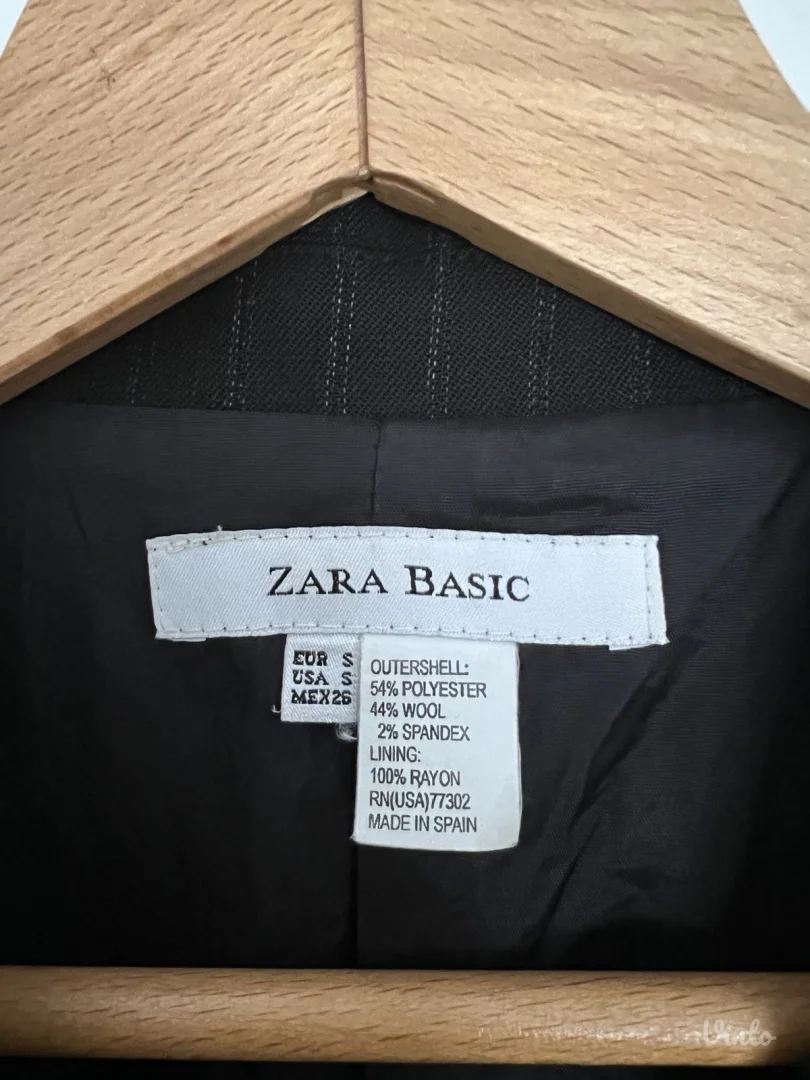 ZARA BASIC
EUR S
USA S
MEX 26
OUTERSHELL:
54% POLYESTER
44% WOOL
2% SPANDEX
LINING:
100% RAYON
RN(USA)77302
MADE IN SPAIN